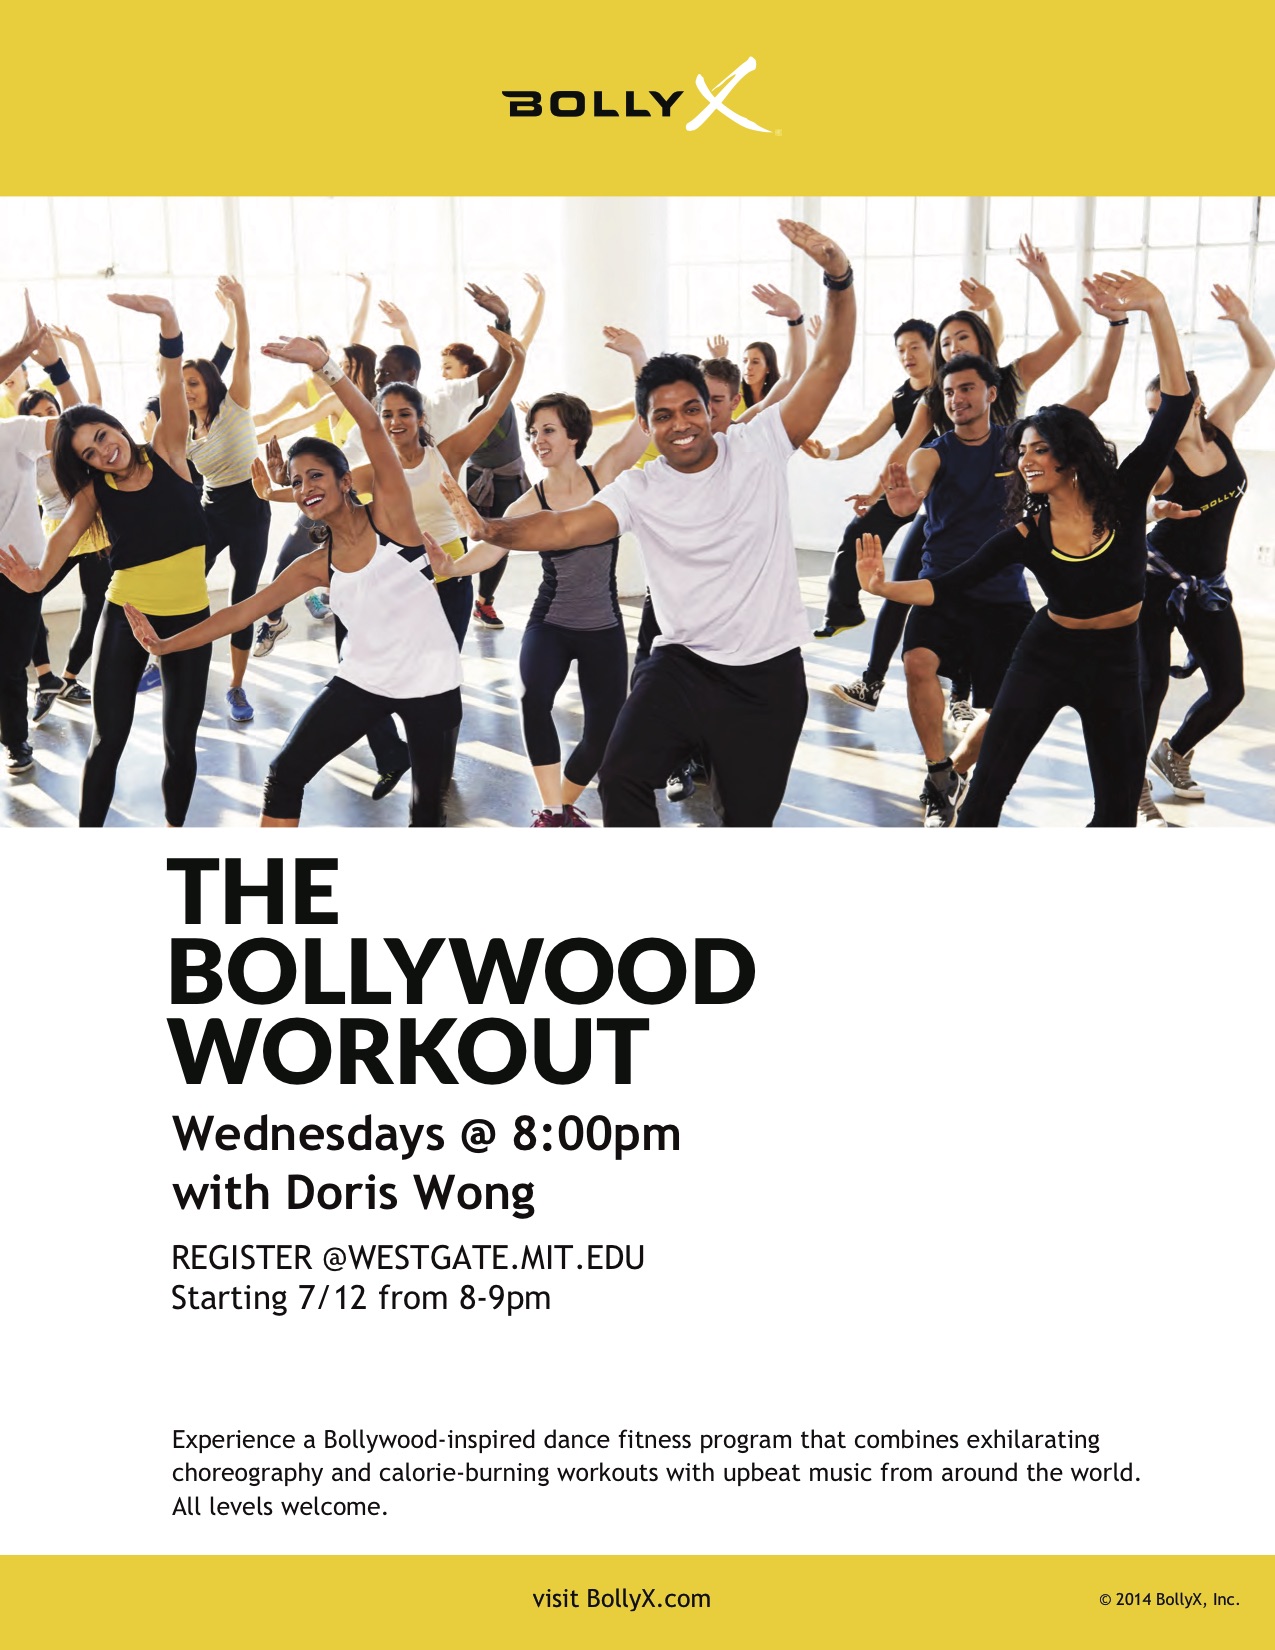 BOLLYX
BOLLYX
THE
BOLLYWOOD
WORKOUT
Wednesdays @ 8:00pm
with Doris Wong
REGISTER @WESTGATE.MIT.EDU
Starting 7/12 from 8-9pm
Experience a Bollywood-inspired dance fitness program that combines exhilarating
choreography and calorie-burning workouts with upbeat music from around the world.
All levels welcome.
visit BollyX.com
© 2014 BollyX, Inc.